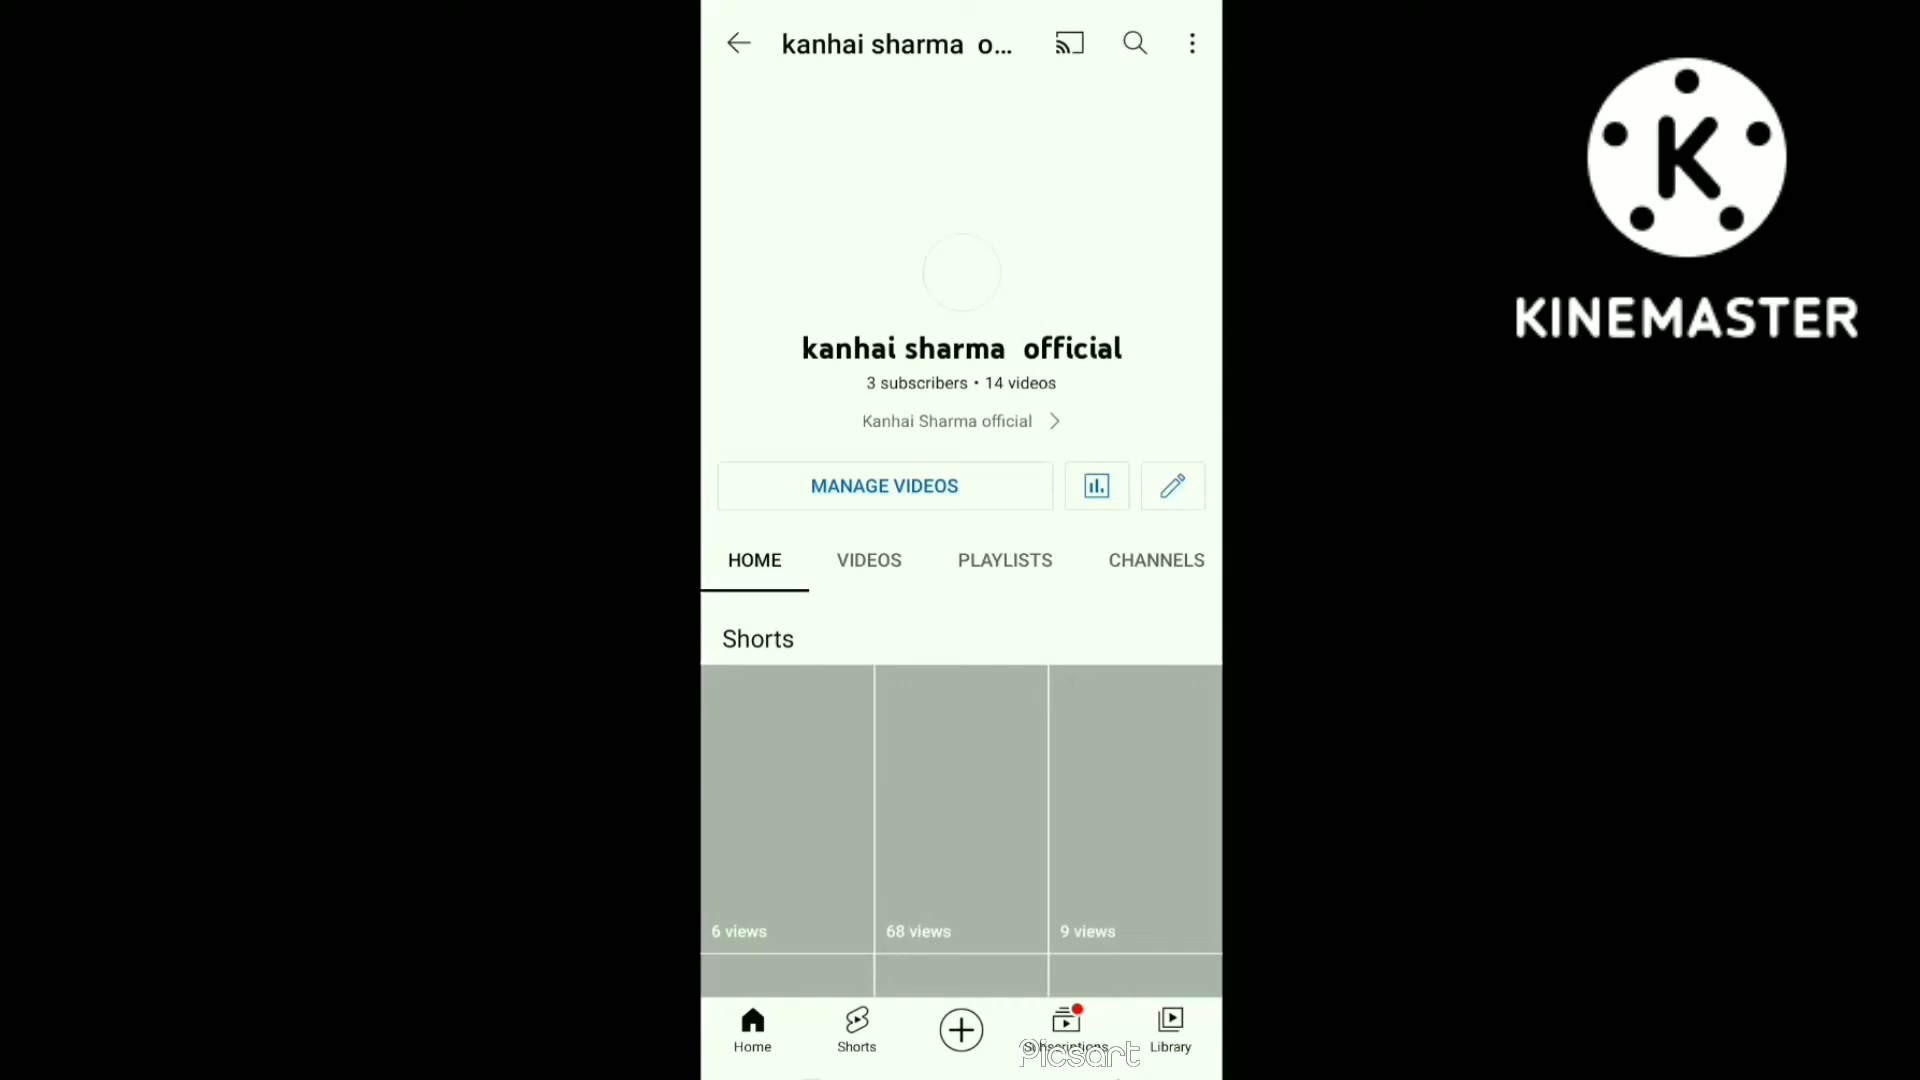 kanhai sharma o...
K
KINEMASTER
kanhai sharma official
3 subscribers • 14 videos
Kanhai Sharma official
MANAGE VIDEOS
HOME VIDEOS PLAYLISTS CHANNELS
Shorts
6 views 68 views 9 views
Home Shorts Subscriptions Library
Picsart